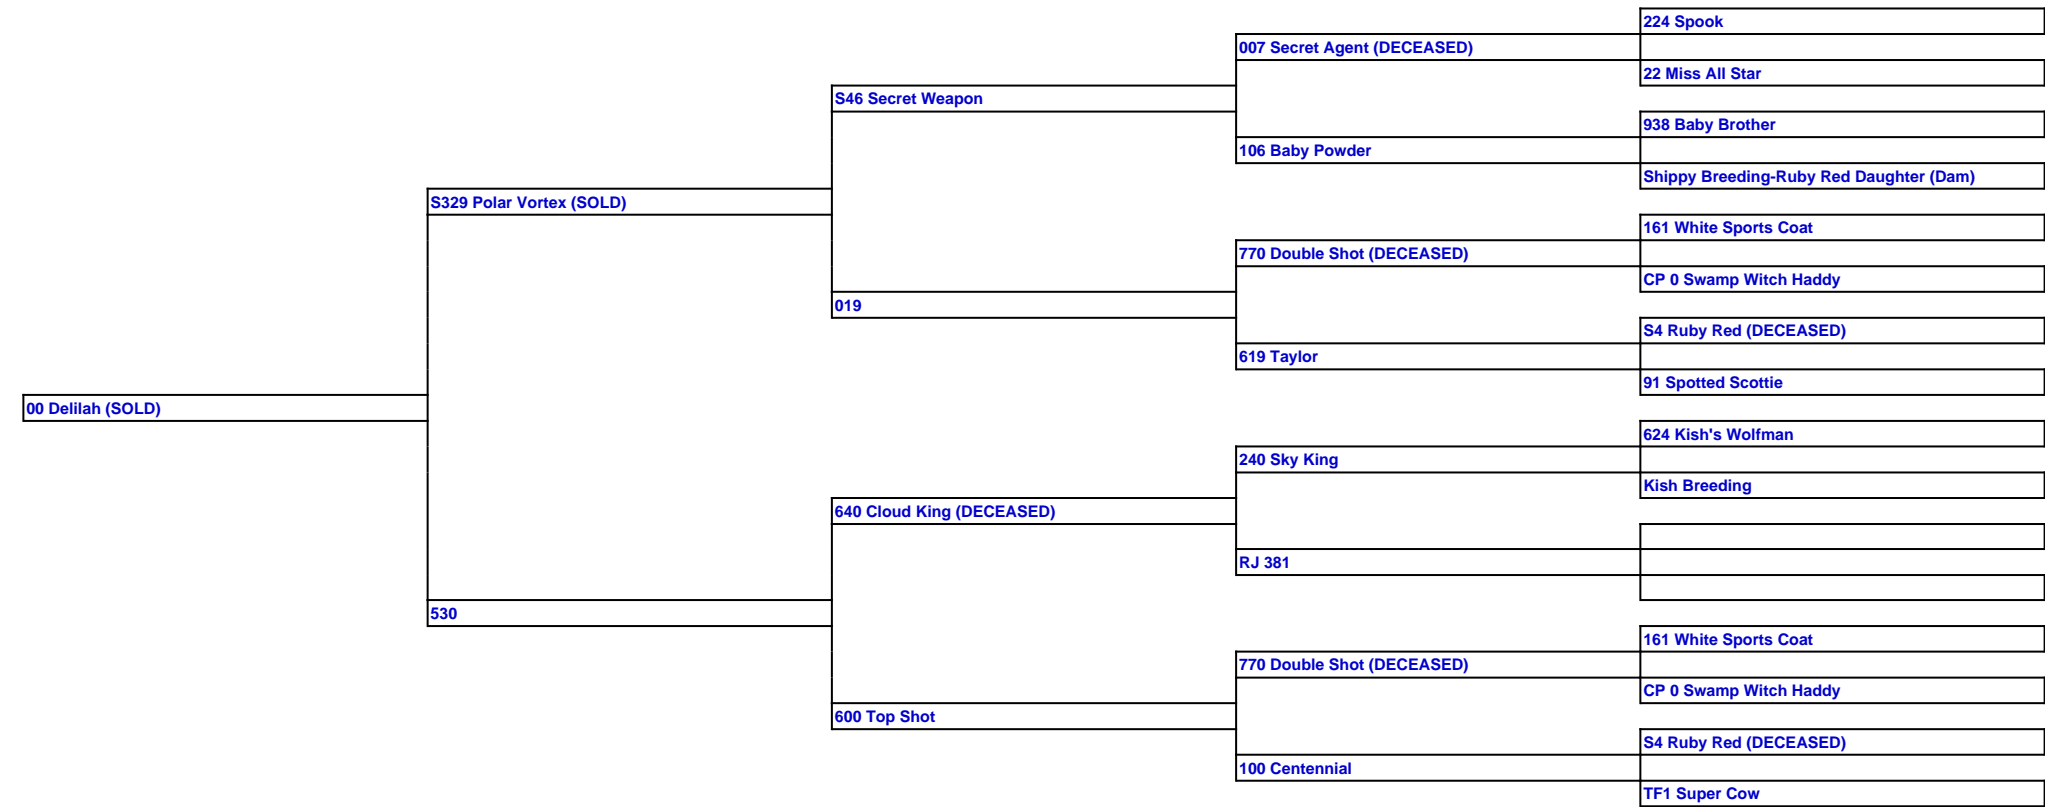 224 Spook
007 Secret Agent (DECEASED)
22 Miss All Star
S46 Secret Weapon
938 Baby Brother
106 Baby Powder
Shippy Breeding-Ruby Red Daughter (Dam)
S329 Polar Vortex (SOLD)
161 White Sports Coat
770 Double Shot (DECEASED)
CP 0 Swamp Witch Haddy
019
S4 Ruby Red (DECEASED)
619 Taylor
91 Spotted Scottie
00 Delilah (SOLD)
624 Kish's Wolfman
240 Sky King
Kish Breeding
640 Cloud King (DECEASED)
RJ 381
530
161 White Sports Coat
770 Double Shot (DECEASED)
CP 0 Swamp Witch Haddy
600 Top Shot
S4 Ruby Red (DECEASED)
100 Centennial
TF1 Super Cow